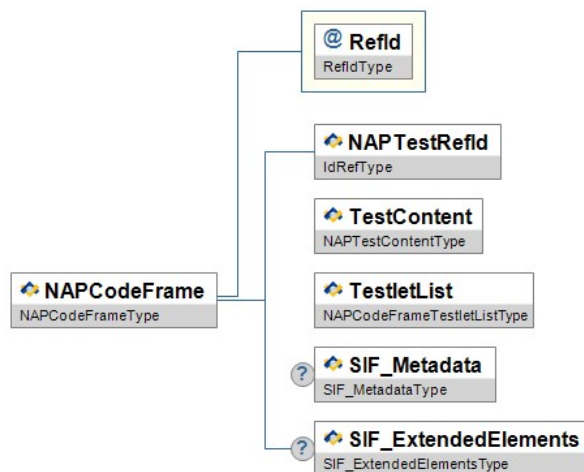 @ RefId
RefIdType
NAPTestRefId
IdRefType
TestContent
NAPTestContentType
NAPCodeFrame
NAPCodeFrameType
TestletList
NAPCodeFrameTestletListType
? SIF_Metadata
SIF_MetadataType
? SIF_ExtendedElements
SIF_ExtendedElementsType